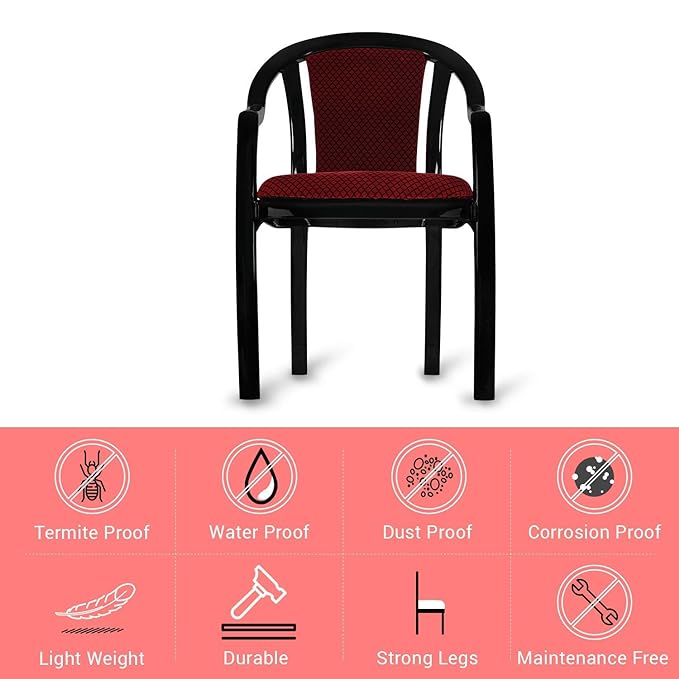 Termite Proof
Water Proof
Dust Proof
Corrosion Proof
Light Weight
Durable
Strong Legs
Maintenance Free